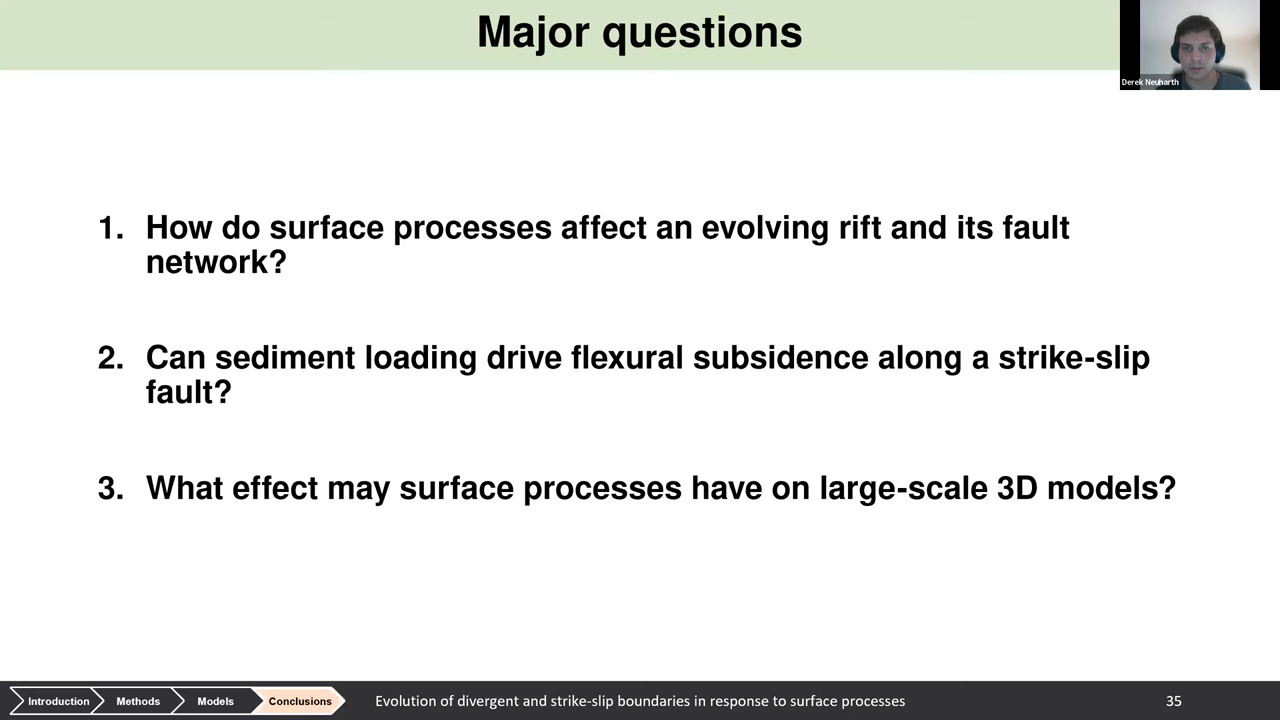 Major questions
Derek Neuharth
1. How do surface processes affect an evolving rift and its fault
network?
2. Can sediment loading drive flexural subsidence along a strike-slip
fault?
3. What effect may surface processes have on large-scale 3D models?
Introduction Methods Models Conclusions Evolution of divergent and strike-slip boundaries in response to surface processes 35